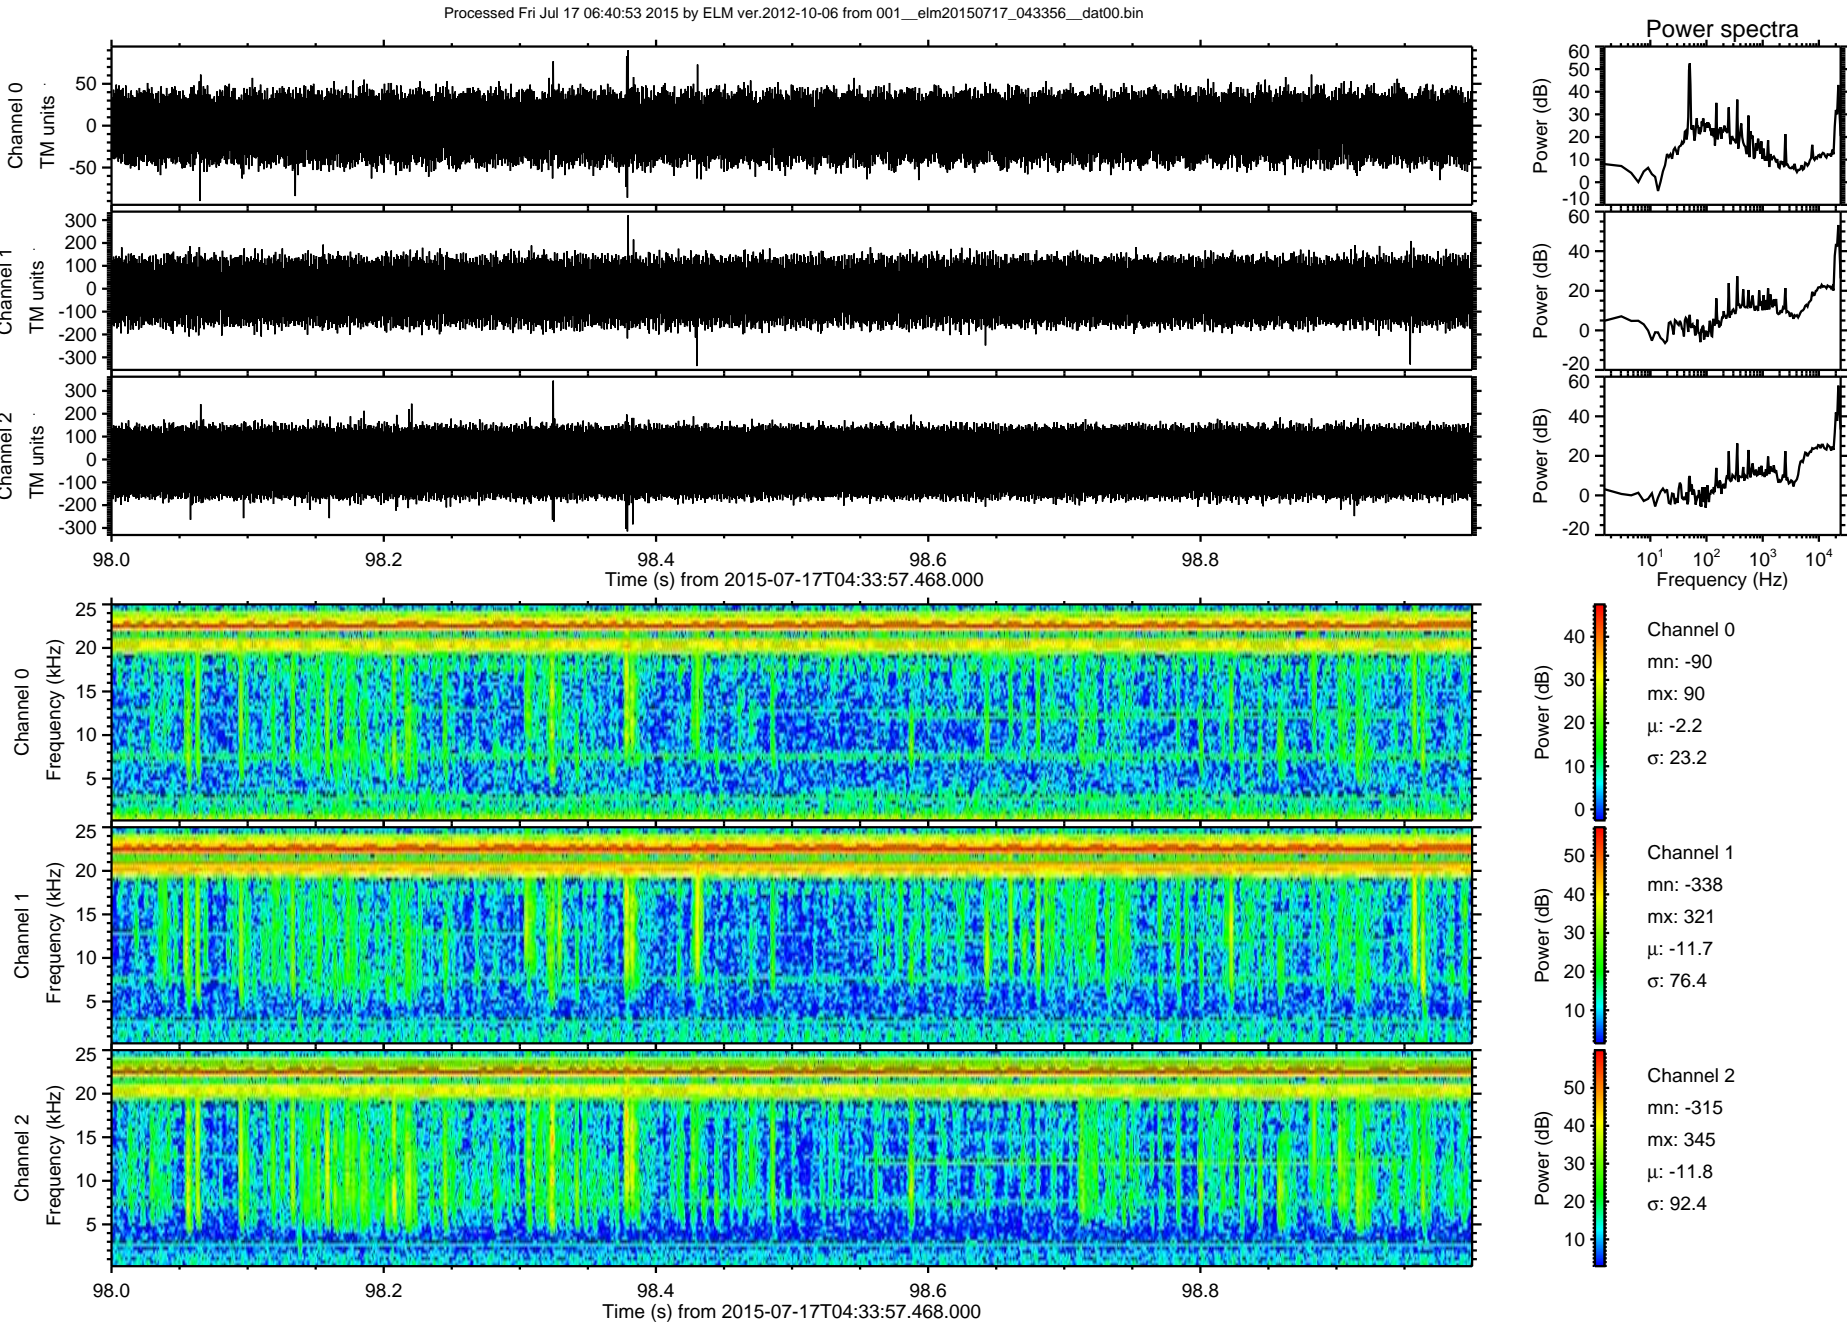 Processed Fri Jul 17 06:40:53 2015 by ELM ver.2012-10-06 from 001__elm20150717_043356__dat00.bin
Power spectra
Channel 0
TM units
50
0
-50
Power (dB)
60
50
40
30
20
10
0
-10
Channel 1
TM units
300
200
100
0
-100
-200
-300
Power (dB)
60
40
20
0
-20
Channel 2
TM units
300
200
100
0
-100
-200
-300
Power (dB)
60
40
20
0
-20
98.0 98.2 98.4 98.6 98.8
Time (s) from 2015-07-17T04:33:57.468.000
10^1 10^2 10^3 10^4
Frequency (Hz)
Channel 0
Frequency (kHz)
25
20
15
10
5
Power (dB)
40
30
20
10
0
Channel 0
mn: -90
mx: 90
μ: -2.2
σ: 23.2
Channel 1
Frequency (kHz)
25
20
15
10
5
Power (dB)
50
40
30
20
10
Channel 1
mn: -338
mx: 321
μ: -11.7
σ: 76.4
Channel 2
Frequency (kHz)
25
20
15
10
5
Power (dB)
50
40
30
20
10
Channel 2
mn: -315
mx: 345
μ: -11.8
σ: 92.4
98.0 98.2 98.4 98.6 98.8
Time (s) from 2015-07-17T04:33:57.468.000